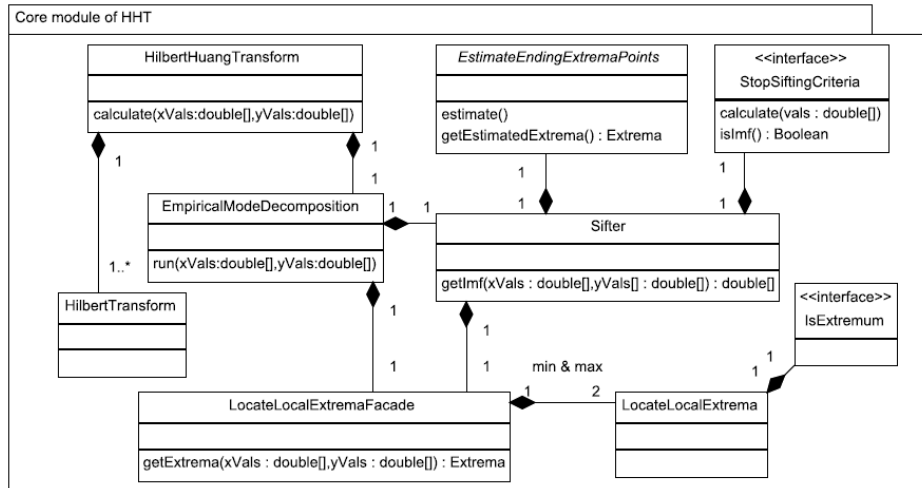 Core module of HHT
HilbertHuangTransform
calculate(xVals:double[],yVals:double[])
EstimateEndingExtremaPoints
estimate()
getEstimatedExtrema() : Extrema
<<interface>>
StopSiftingCriteria
calculate(vals : double[])
isImf() : Boolean
1
1
1
1
1
1
1
EmpiricalModeDecomposition
run(xVals:double[],yVals:double[])
1
1
Sifter
getImf(xVals : double[],yVals[] : double[]) : double[]
1..*
HilbertTransform
<<interface>>
IsExtremum
1
1
1
1
1
1
min & max
1
2
LocateLocalExtremaFacade
getExtrema(xVals : double[],yVals : double[]) : Extrema
LocateLocalExtrema